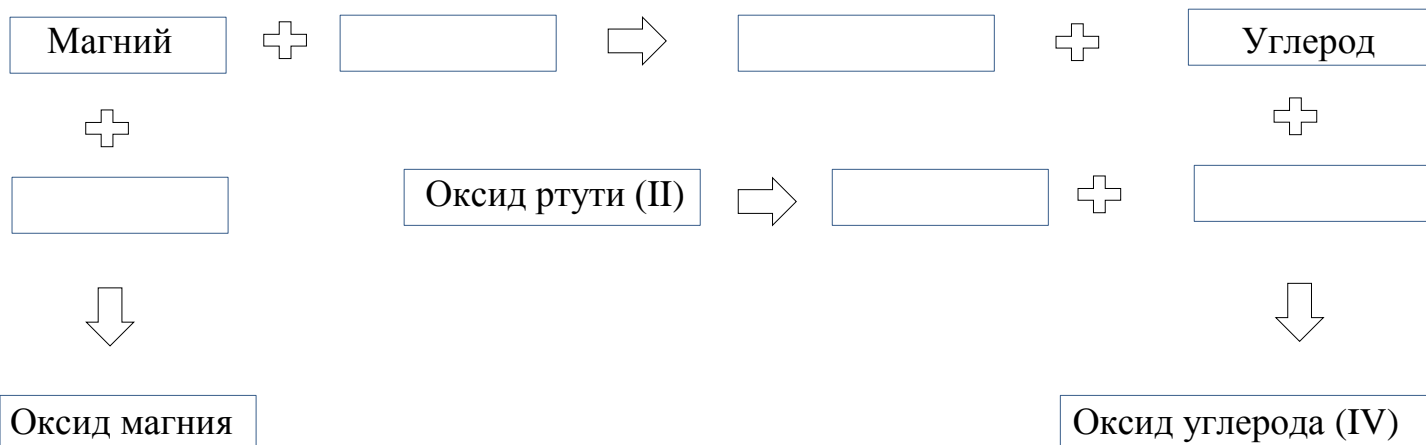 Магний
Углерод
Оксид ртути (II)
Оксид магния
Оксид углерода (IV)